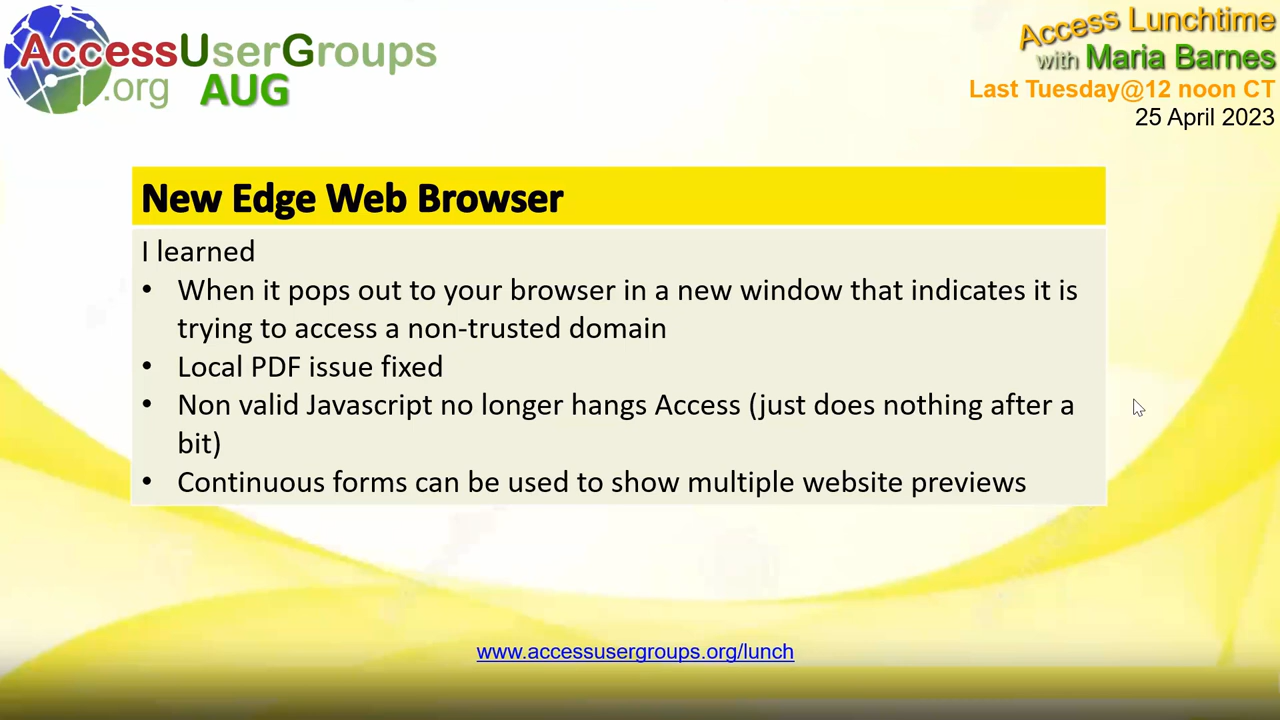 AccessUserGroups
.org AUG
Access Lunchtime
with Maria Barnes
Last Tuesday@12 noon CT
25 April 2023
New Edge Web Browser
I learned
• When it pops out to your browser in a new window that indicates it is
trying to access a non-trusted domain
• Local PDF issue fixed
• Non valid Javascript no longer hangs Access (just does nothing after a
bit)
• Continuous forms can be used to show multiple website previews
www.accessusergroups.org/lunch